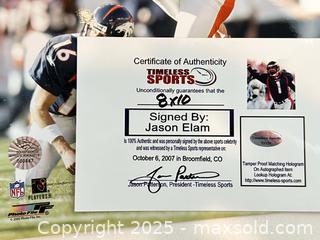 Certificate of Authenticity
TIMELESS
SPORTS
Unconditionally guarantees that the
8x10
Signed By:
Jason Elam
is 100% Authentic and was personally signed by the above sports celebrity
and was witnessed by a representative from Timeless Sports
October 6, 2007 in Broomfield, CO
Jason Patterson, President - Timeless Sports
Tamper Proof Matching Hologram
On Autographed Item
Lookup Hologram At:
http://www.timeless-sports.com
NFL
PLAYERS
PHOTO FILE
Copyright 2025 - maxsold.com